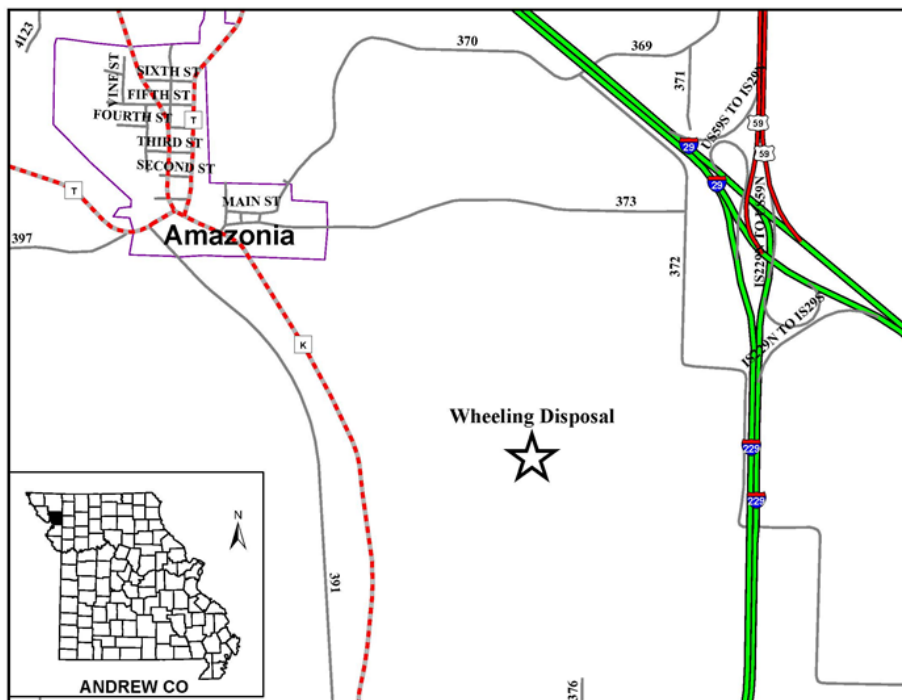 4123
370
369
371
VINE ST
SIXTH ST
FIFTH ST
FOURTH ST
T
THIRD ST
SECOND ST
US59S TO IS29N
59
59
29
29
T
MAIN ST
373
397
Amazonia
372
IS229N TO US59N
K
IS229N TO IS29S
Wheeling Disposal
229
229
N
391
376
ANDREW CO